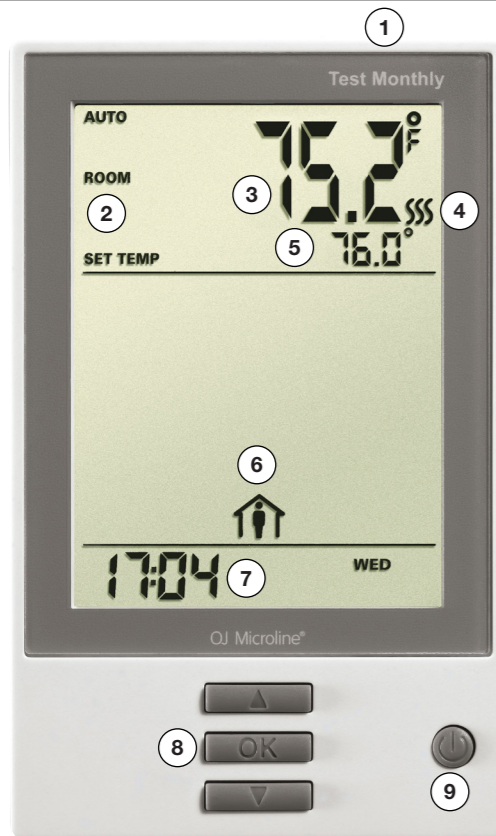 1
Test Monthly
AUTO
75.2°F
ROOM
3
2
4
5
76.0°
SET TEMP
6
17:04
7
WED
OJ Microline®
8
OK
9